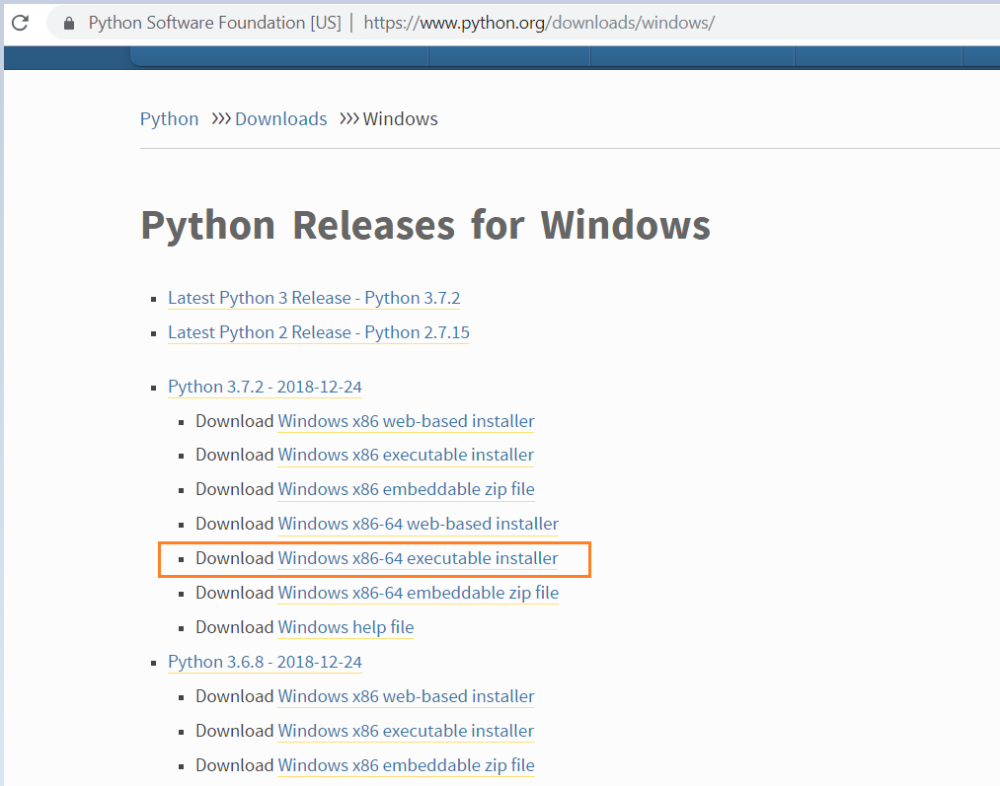 Python Software Foundation [US] | https://www.python.org/downloads/windows/
Python >>> Downloads >>> Windows
Python Releases for Windows
Latest Python 3 Release - Python 3.7.2
Latest Python 2 Release - Python 2.7.15
Python 3.7.2 - 2018-12-24
Download Windows x86 web-based installer
Download Windows x86 executable installer
Download Windows x86 embeddable zip file
Download Windows x86-64 web-based installer
Download Windows x86-64 executable installer
Download Windows x86-64 embeddable zip file
Download Windows help file
Python 3.6.8 - 2018-12-24
Download Windows x86 web-based installer
Download Windows x86 executable installer
Download Windows x86 embeddable zip file